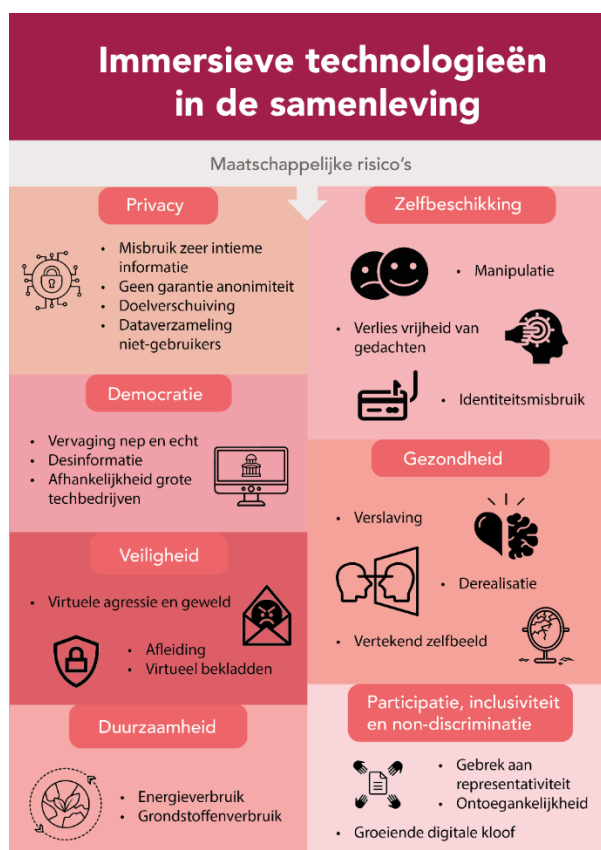 Immersieve technologieën
in de samenleving
Maatschappelijke risico's
Privacy
• Misbruik zeer intieme
informatie
• Geen garantie anonimiteit
• Doelverschuiving
• Dataverzameling
niet-gebruikers
Democratie
• Vervaging nep en echt
• Desinformatie
• Afhankelijkheid grote
techbedrijven
Veiligheid
• Virtuele agressie en geweld
• Afleiding
• Virtueel bekladden
Duurzaamheid
• Energieverbruik
• Grondstoffenverbruik
Zelfbeschikking
• Manipulatie
• Verlies vrijheid van
gedachten
• Identiteitsmisbruik
Gezondheid
• Verslaving
• Derealisatie
• Vertekend zelfbeeld
Participatie, inclusiviteit
en non-discriminatie
• Gebrek aan
representativiteit
• Ontoegankelijkheid
• Groeiende digitale kloof